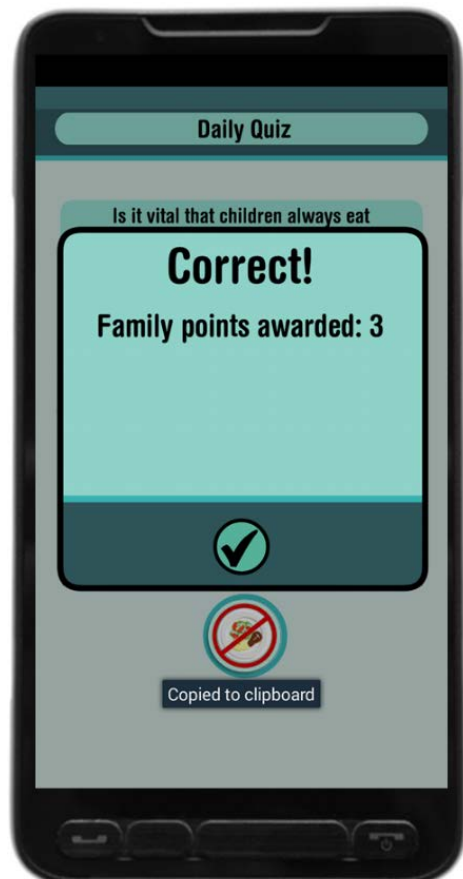 Daily Quiz
Is it vital that children always eat
Correct!
Family points awarded: 3
Copied to clipboard